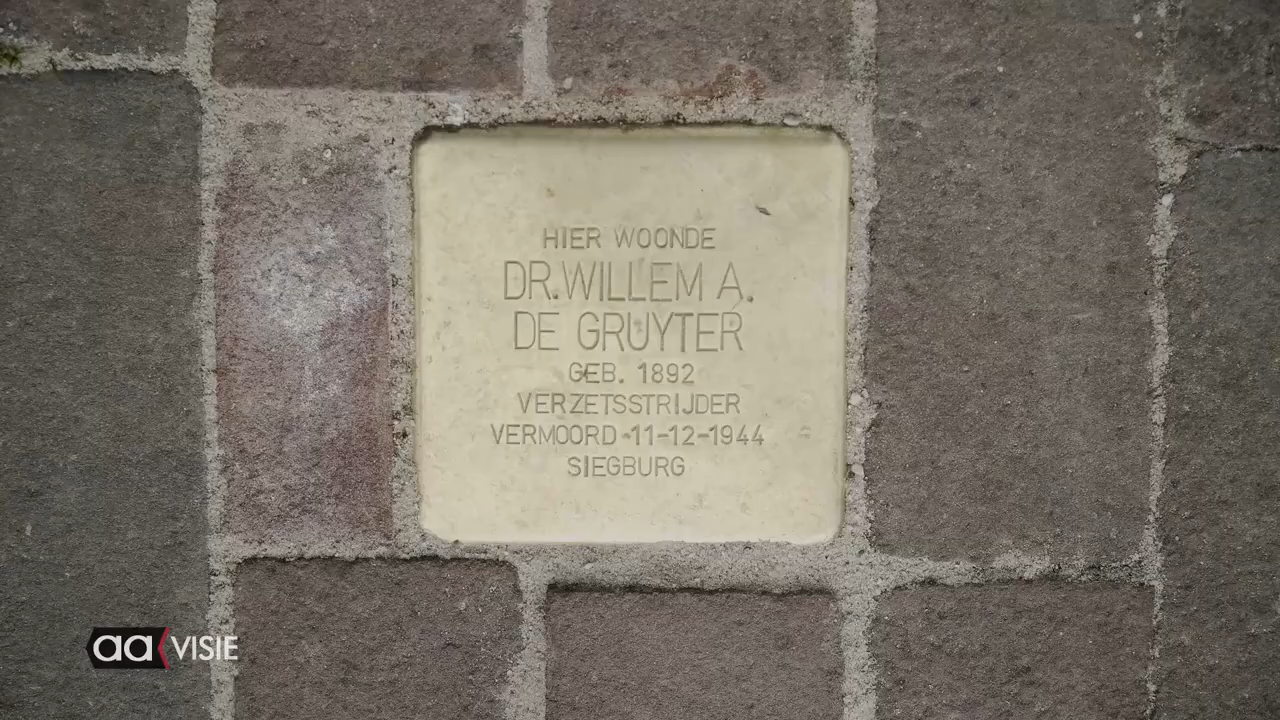 HIER WOONDE
DR.WILLEM A.
DE GRUYTER
GEB. 1892
VERZETSSTRIJDER
VERMOORD 11-12-1944
SIEGBURG
aa VISIE